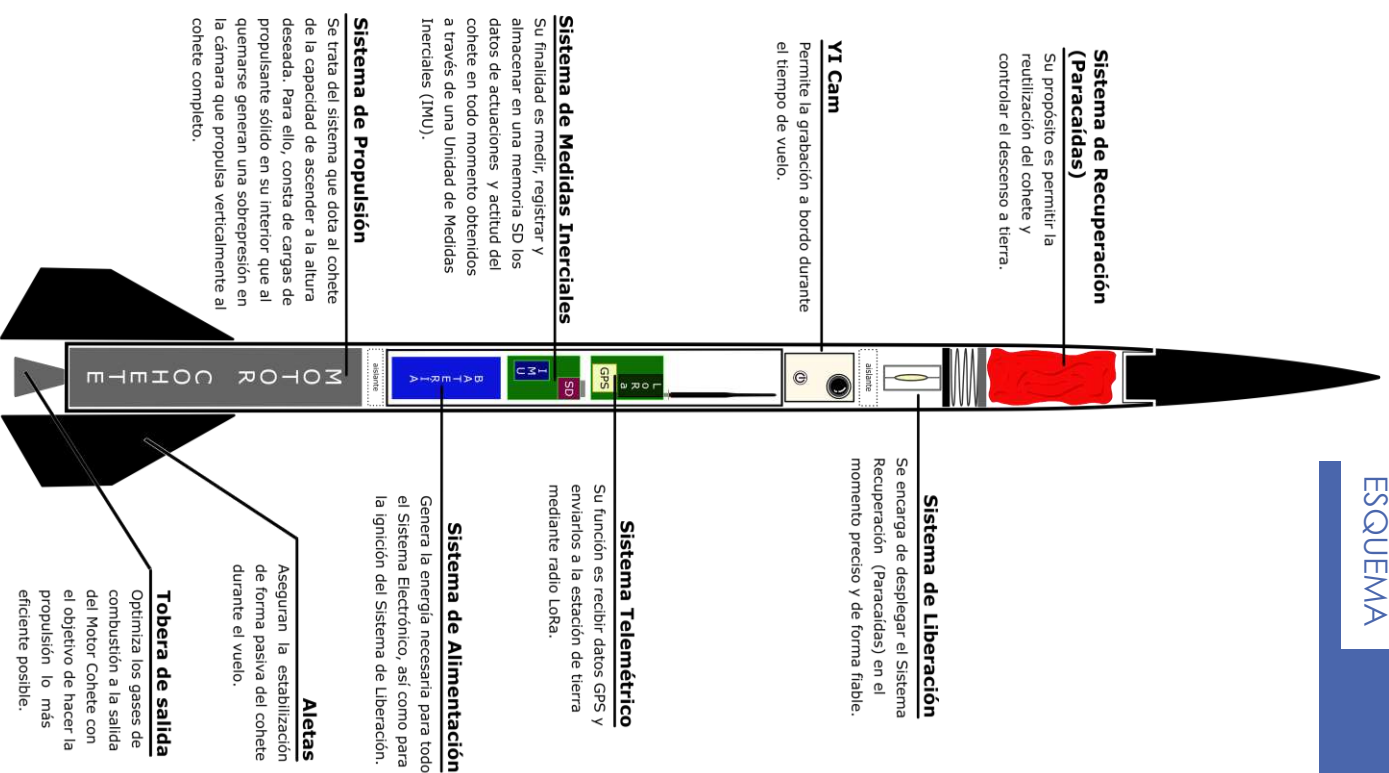 ESQUEMA
Sistema de Recuperación
(Paracaídas)
Su propósito es permitir la
reutilización del cohete y
controlar el descenso a tierra.
YI Cam
Permite la grabación a bordo durante
el tiempo de vuelo.
Sistema de Medidas Inerciales
Su finalidad es medir, registrar y
almacenar en una memoria SD los
datos de actuaciones y actitud del
cohete en todo momento obtenidos
a través de una Unidad de Medidas
Inerciales (IMU).
Sistema de Propulsión
Se trata del sistema que dota al cohete
de la capacidad de ascender a la altura
deseada. Para ello, consta de cargas de
propulsante sólido en su interior que al
quemarse generan una sobrepresión en
la cámara que propulsa verticalmente al
cohete completo.
aislante
LoRa
GPS
SD
IMU
BATERIA
aislante
MOTOR COHETE
Sistema de Liberación
Se encarga de desplegar el Sistema
Recuperación (Paracaídas) en el
momento preciso y de forma fiable.
Sistema Telemétrico
Su función es recibir datos GPS y
enviarlos a la estación de tierra
mediante radio LoRa.
Sistema de Alimentación
Genera la energía necesaria para todo
el Sistema Electrónico, así como para
la ignición del Sistema de Liberación.
Aletas
Aseguran la estabilización
de forma pasiva del cohete
durante el vuelo.
Tobera de salida
Optimiza los gases de
combustión a la salida
del Motor Cohete con
el objetivo de hacer la
propulsión lo más
eficiente posible.